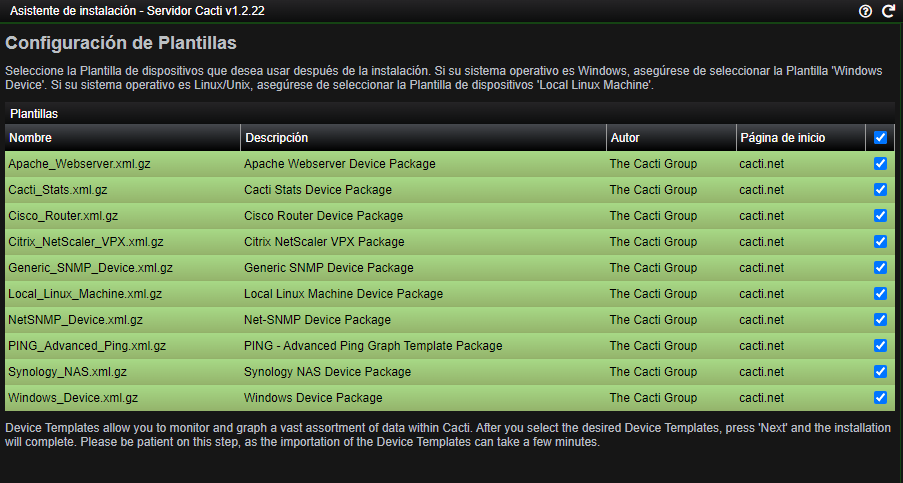 Asistente de instalación - Servidor Cacti v1.2.22
Configuración de Plantillas
Seleccione la Plantilla de dispositivos que desea usar después de la instalación. Si su sistema operativo es Windows, asegúrese de seleccionar la Plantilla 'Windows
Device'. Si su sistema operativo es Linux/Unix, asegúrese de seleccionar la Plantilla de dispositivos 'Local Linux Machine'.
Plantillas
Nombre Descripción Autor Página de inicio
Apache_Webserver.xml.gz Apache Webserver Device Package The Cacti Group cacti.net
Cacti_Stats.xml.gz Cacti Stats Device Package The Cacti Group cacti.net
Cisco_Router.xml.gz Cisco Router Device Package The Cacti Group cacti.net
Citrix_NetScaler_VPX.xml.gz Citrix NetScaler VPX Package The Cacti Group cacti.net
Generic_SNMP_Device.xml.gz Generic SNMP Device Package The Cacti Group cacti.net
Local_Linux_Machine.xml.gz Local Linux Machine Device Package The Cacti Group cacti.net
NetSNMP_Device.xml.gz Net-SNMP Device Package The Cacti Group cacti.net
PING_Advanced_Ping.xml.gz PING - Advanced Ping Graph Template Package The Cacti Group cacti.net
Synology_NAS.xml.gz Synology NAS Device Package The Cacti Group cacti.net
Windows_Device.xml.gz Windows Device Package The Cacti Group cacti.net
Device Templates allow you to monitor and graph a vast assortment of data within Cacti. After you select the desired Device Templates, press 'Next' and the installation
will complete. Please be patient on this step, as the importation of the Device Templates can take a few minutes.